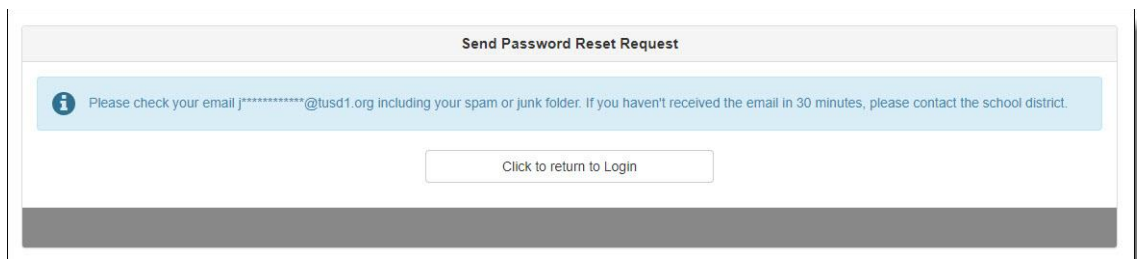 Send Password Reset Request
Please check your email j************@tusd1.org including your spam or junk folder. If you haven't received the email in 30 minutes, please contact the school district.
Click to return to Login